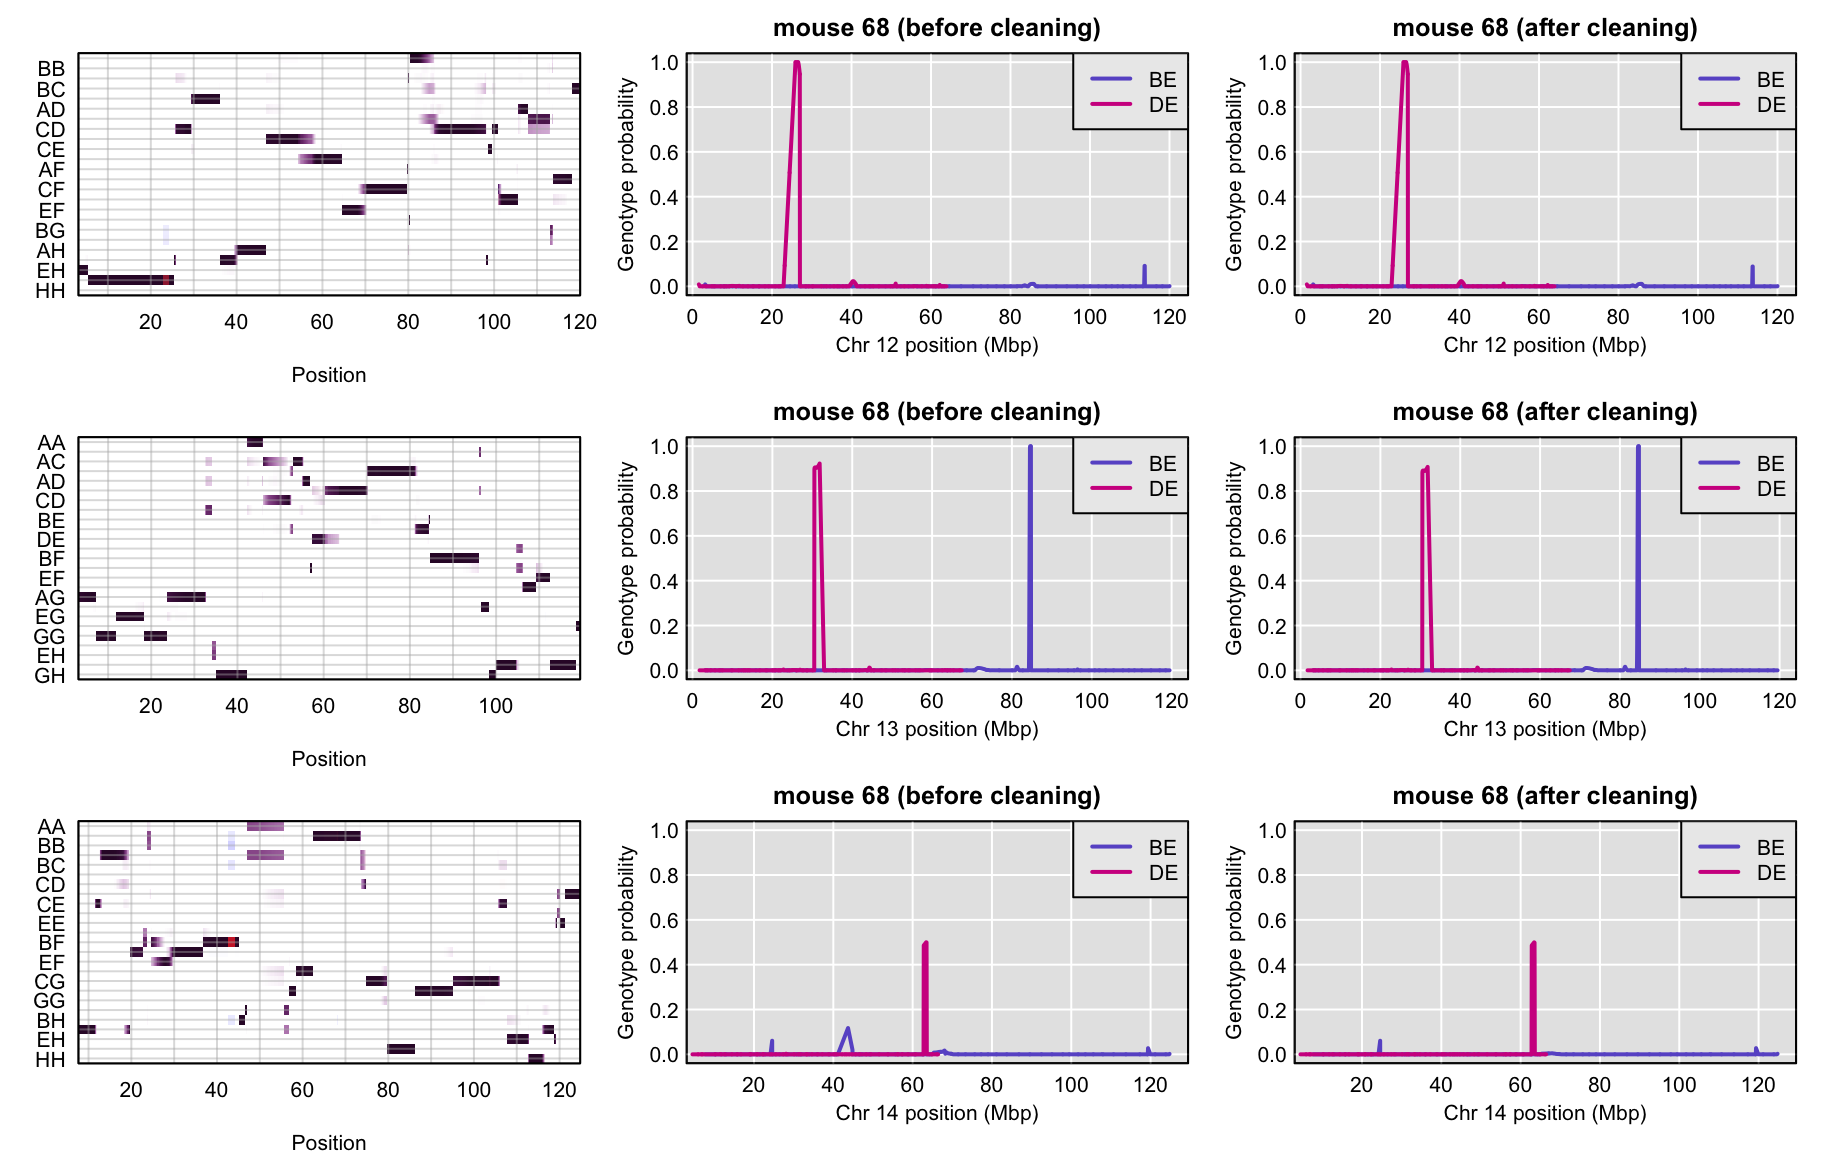 mouse 68 (before cleaning)
mouse 68 (after cleaning)
BB
BC
AD
CD
CE
AF
CF
EF
BG
AH
EH
HH
20 40 60 80 100 120
Position
Genotype probability
1.0
0.8
0.6
0.4
0.2
0.0
BE
DE
0 20 40 60 80 100 120
Chr 12 position (Mbp)
Genotype probability
1.0
0.8
0.6
0.4
0.2
0.0
BE
DE
0 20 40 60 80 100 120
Chr 12 position (Mbp)
mouse 68 (before cleaning)
mouse 68 (after cleaning)
AA
AC
AD
CD
BE
DE
BF
EF
AG
EG
GG
EH
GH
20 40 60 80 100
Position
Genotype probability
1.0
0.8
0.6
0.4
0.2
0.0
BE
DE
0 20 40 60 80 100 120
Chr 13 position (Mbp)
Genotype probability
1.0
0.8
0.6
0.4
0.2
0.0
BE
DE
0 20 40 60 80 100 120
Chr 13 position (Mbp)
mouse 68 (before cleaning)
mouse 68 (after cleaning)
AA
BB
BC
CD
CE
EE
BF
EF
CG
GG
BH
EH
HH
20 40 60 80 100 120
Position
Genotype probability
1.0
0.8
0.6
0.4
0.2
0.0
BE
DE
20 40 60 80 100 120
Chr 14 position (Mbp)
Genotype probability
1.0
0.8
0.6
0.4
0.2
0.0
BE
DE
20 40 60 80 100 120
Chr 14 position (Mbp)